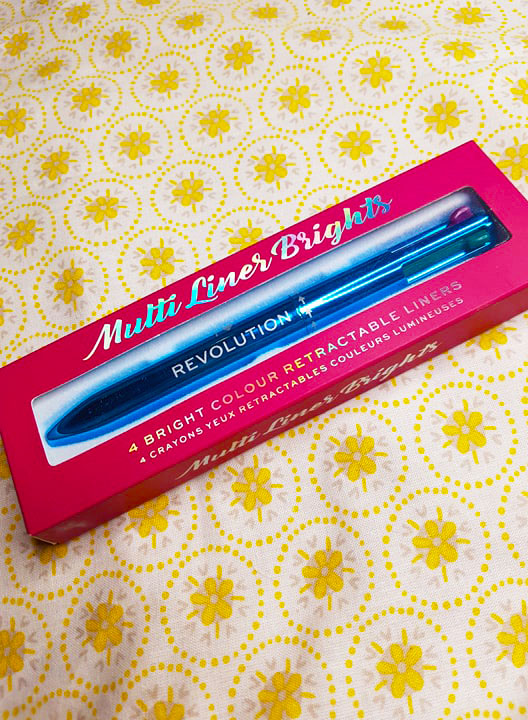 Multi Liner Brights
REVOLUTION
4 BRIGHT COLOUR RETRACTABLE LINERS
4 CRAYONS YEUX RETRACTABLES COULEURS LUMINEUSES
Multi Liner Brights